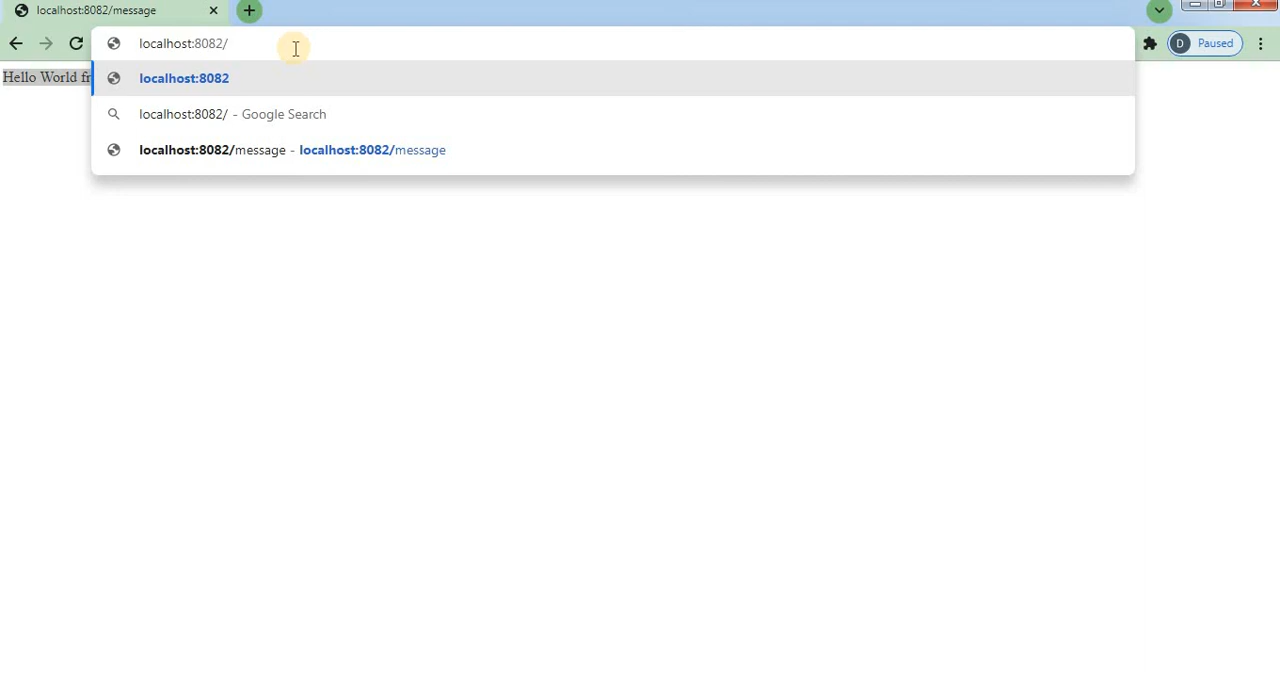 localhost:8082/message
localhost:8082/
Paused
D
Hello World fr
localhost:8082
localhost:8082/ - Google Search
localhost:8082/message - localhost:8082/message